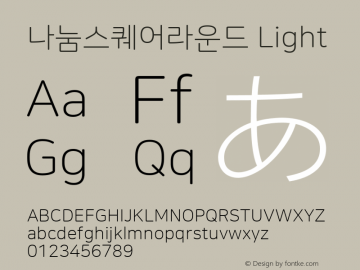 나눔스퀘어라운드 Light
Aa Ff あ
Gg Qq
ABCDEFGHIJKLMNOPQRSTUVWXYZ
abcdefghijklmnopqrstuvwxyz
0123456789
Designing by fontke.com